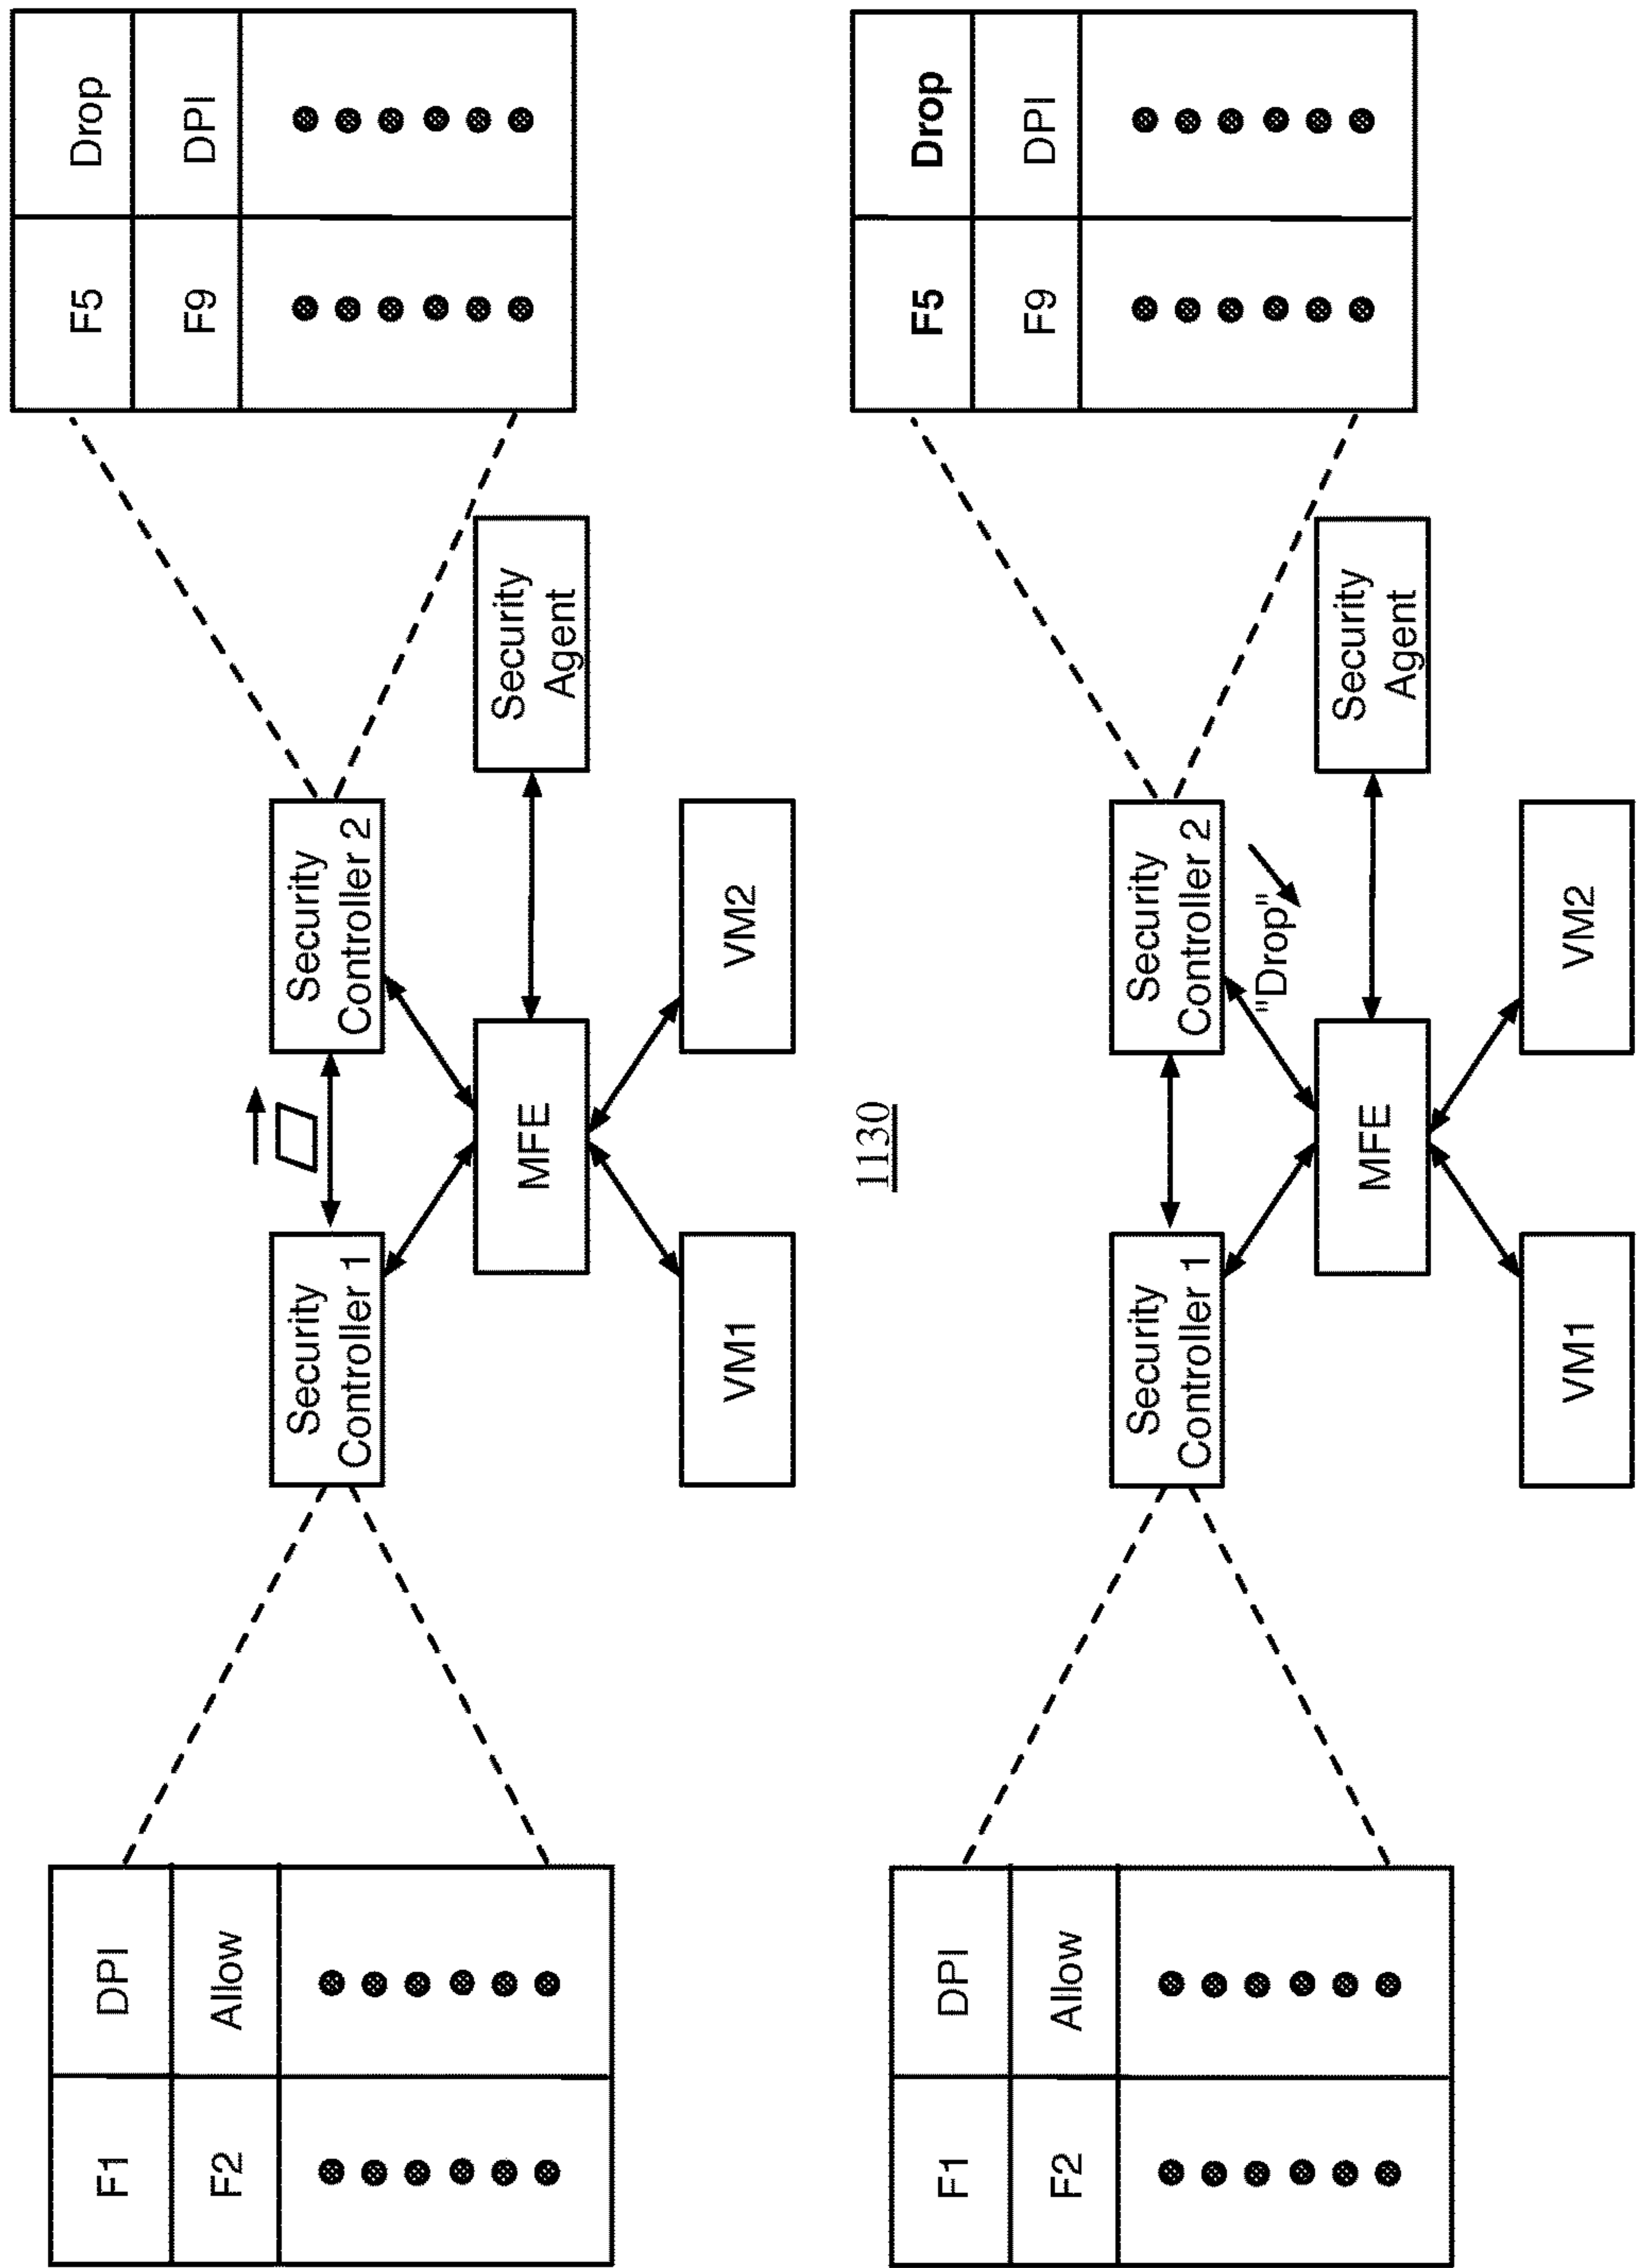 F1 DPI
F2 Allow
Security
Controller 1
Security
Controller 2
F5 Drop
F9 DPI
MFE
Security
Agent
VM1
VM2
1130
F1 DPI
F2 Allow
Security
Controller 1
Security
Controller 2
F5 Drop
F9 DPI
"Drop"
MFE
Security
Agent
VM1
VM2